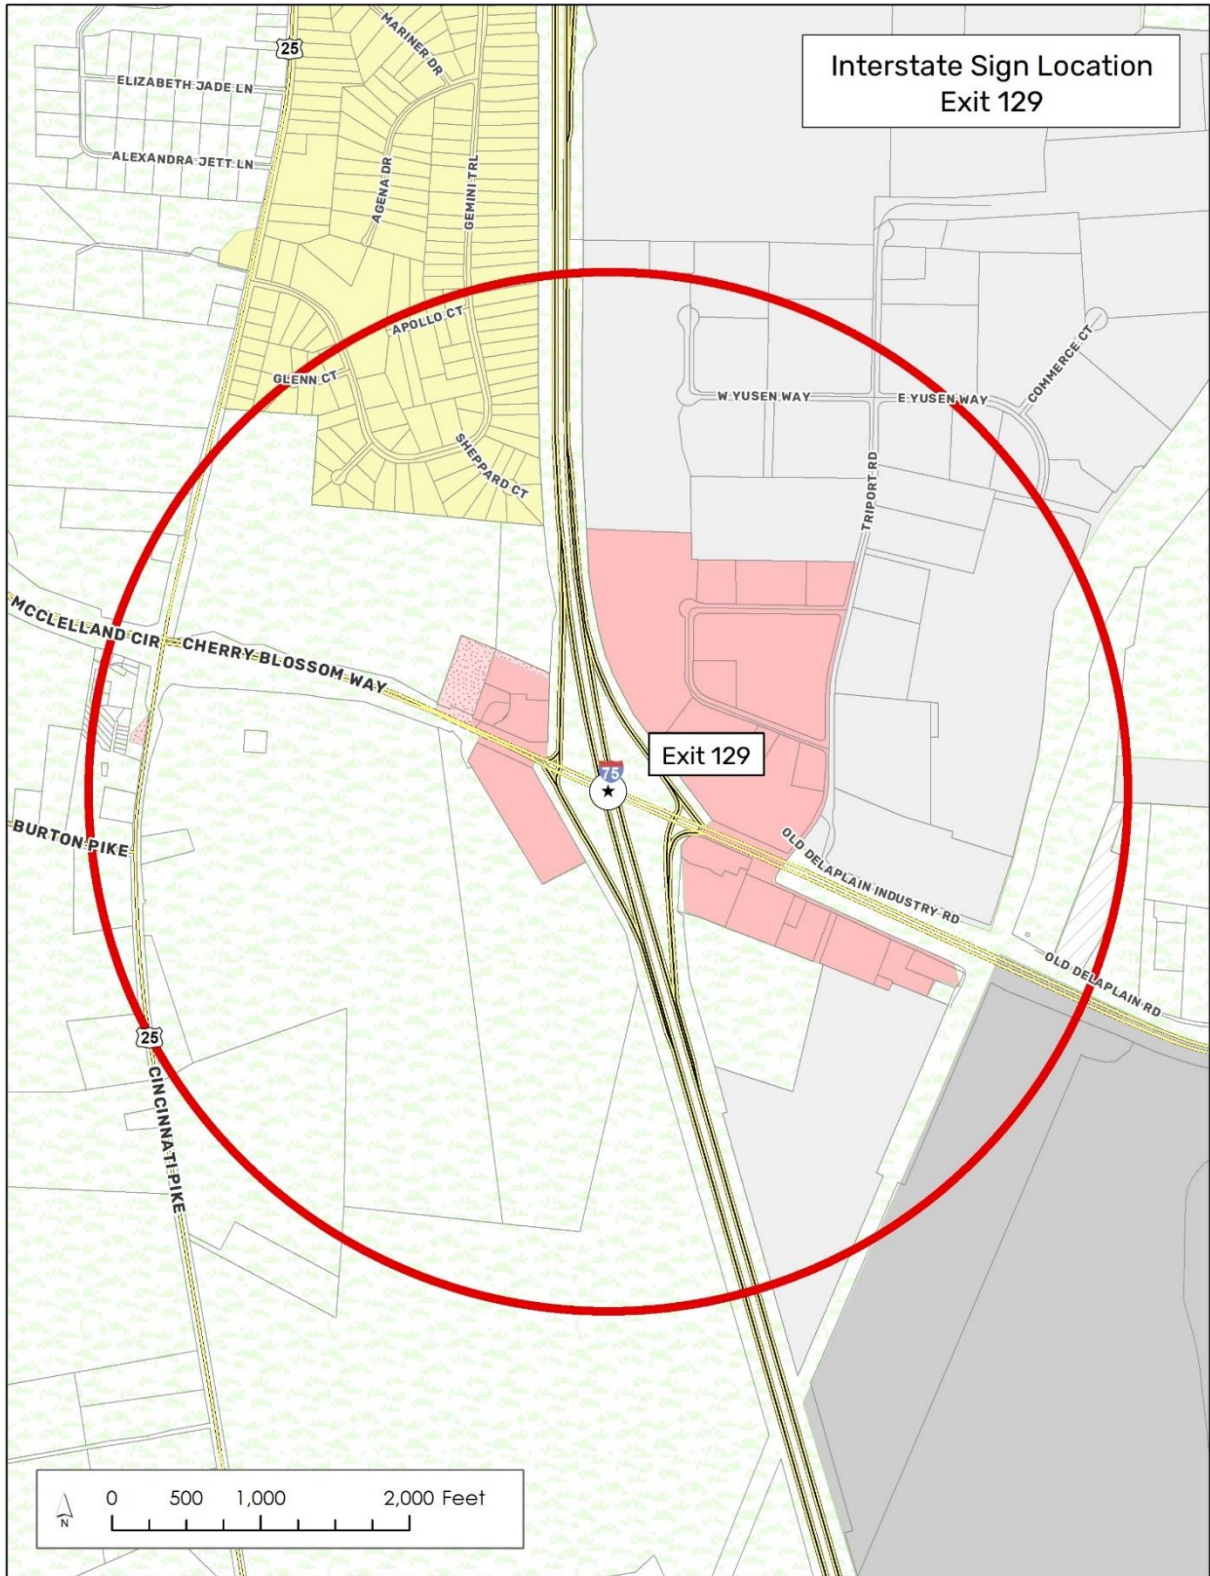 MARINER DR
25
Interstate Sign Location
Exit 129
ELIZABETH JADE LN
ALEXANDRA JETT LN
AGENA DR
GEMINI TRL
APOLLO CT
COMMERCE CT
GLENN CT
W YUSEN WAY
E YUSEN WAY
SHEPPARD CT
TRIPORT RD
MCCLELLAND CIR
CHERRY BLOSSOM WAY
Exit 129
75
BURTON PIKE
OLD DELAPLAIN INDUSTRY RD
OLD DELAPLAIN RD
25
CINCINNATI PIKE
0 500 1,000 2,000 Feet
N